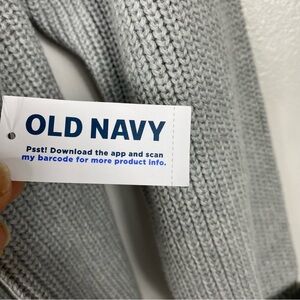 OLD NAVY
Psst! Download the app and scan
my barcode for more product info.